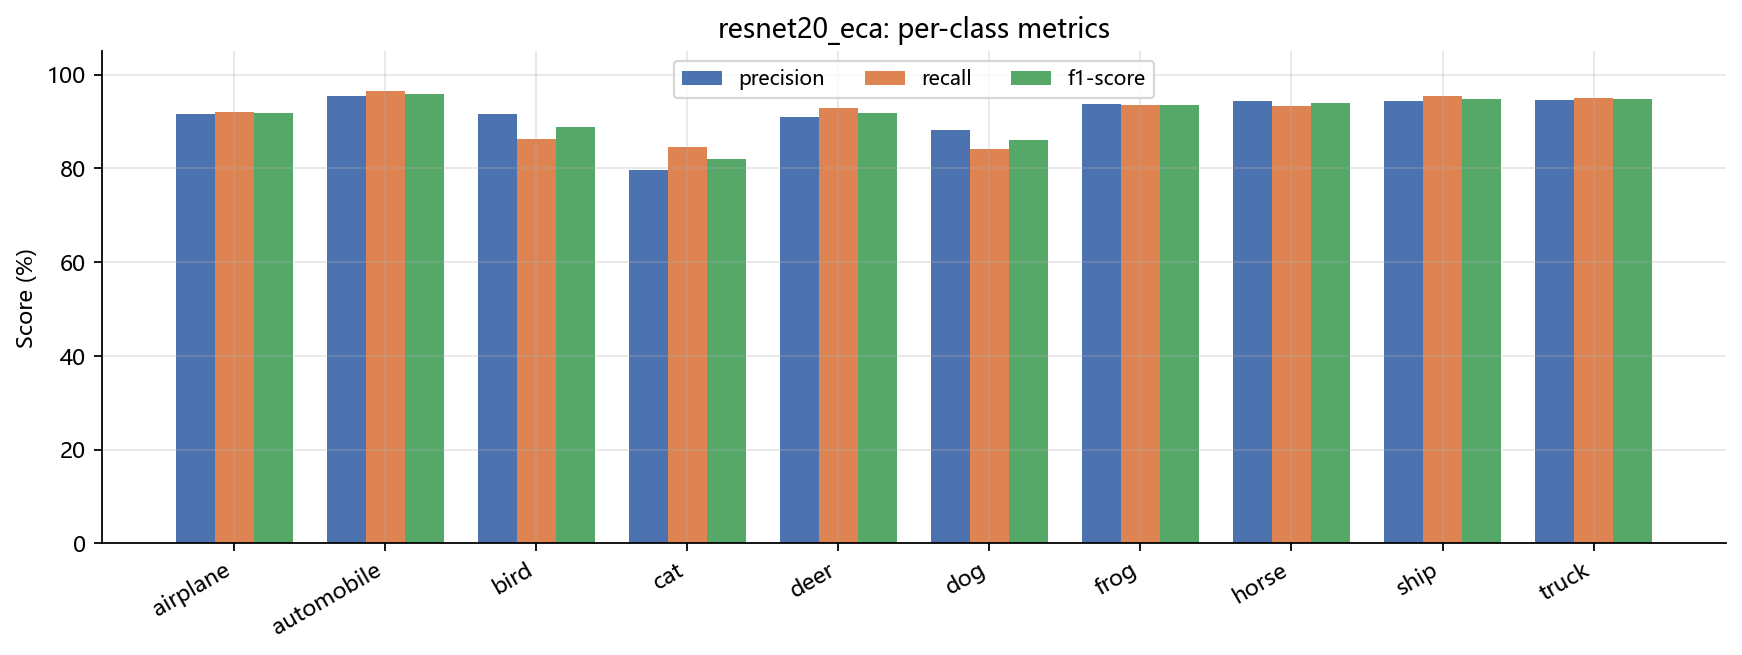 resnet20_eca: per-class metrics
precision recall f1-score
Score (%)
100
80
60
40
20
0
airplane automobile bird cat deer dog frog horse ship truck